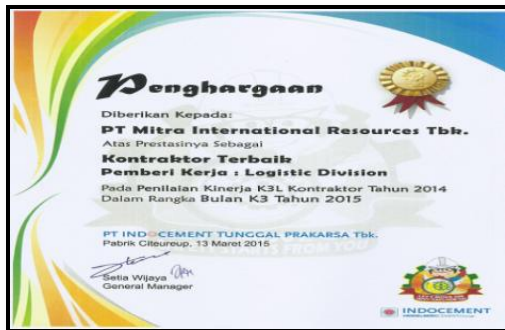 Penghargaan
Diberikan Kepada:
PT Mitra International Resources Tbk.
Atas Prestasinya Sebagai
Kontraktor Terbaik
Pemberi Kerja : Logistic Division
Pada Penilaian Kinerja K3L Kontraktor Tahun 2014
Dalam Rangka Bulan K3 Tahun 2015
PT INDOCEMENT TUNGGAL PRAKARSA Tbk.
Pabrik Citeureup, 13 Maret 2015
Setia Wijaya
General Manager
INDOCEMENT